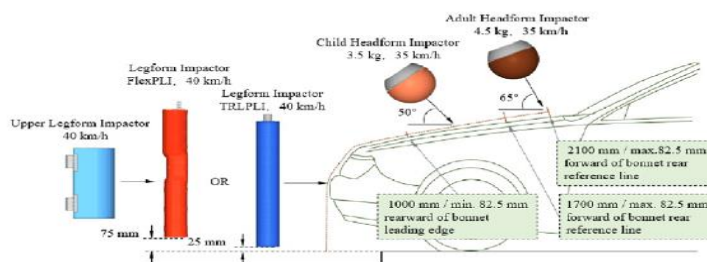 Adult Headform Impactor
4.5 kg, 35 km/h
Child Headform Impactor
3.5 kg, 35 km/h
Legform Impactor
FlexPLI, 40 km/h
Legform Impactor
TRLPLI, 40 km/h
Upper Legform Impactor
40 km/h
50°
65°
OR
75 mm
25 mm
2100 mm / max.82.5 mm
forward of bonnet rear
reference line
1000 mm / min. 82.5 mm
rearward of bonnet
leading edge
1700 mm / max. 82.5 mm
forward of bonnet rear
reference line